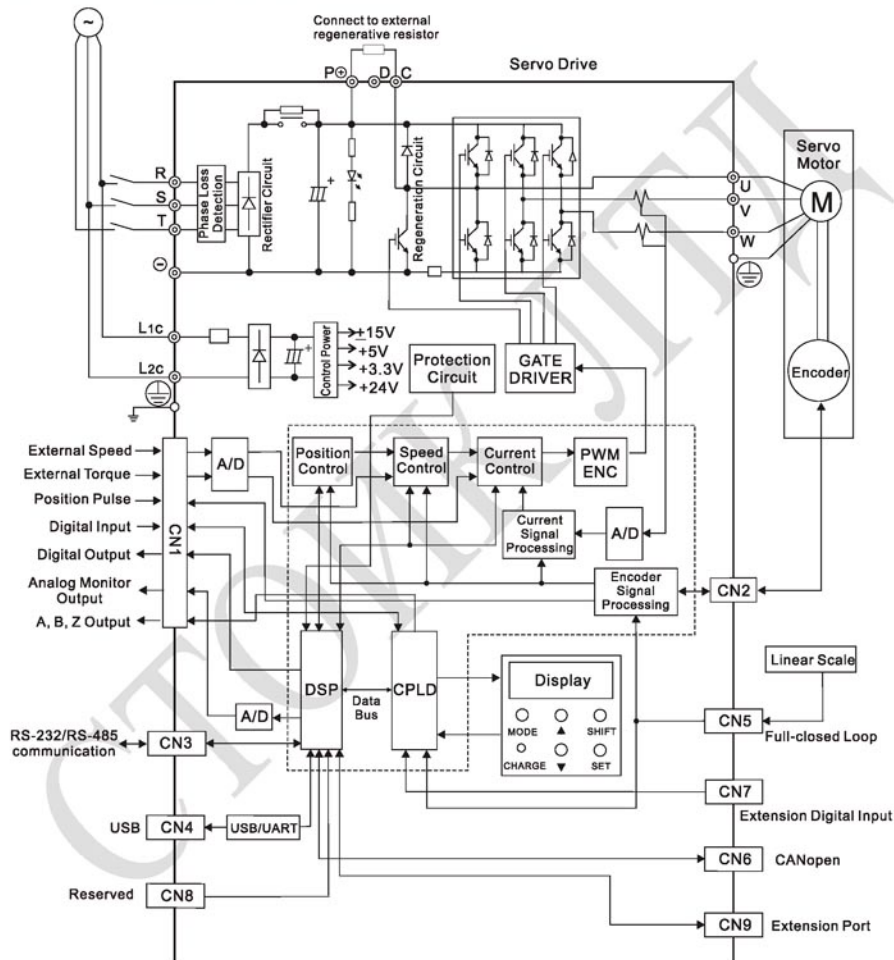 Connect to external
regenerative resistor
Servo Drive
P⊕
D
C
Servo
Motor
R
S
T
Phase Loss
Detection
Rectifier Circuit
+
Regeneration Circuit
U
V
W
M
⊖
L1C
L2C
+
Control Power
±15V
+5V
+3.3V
+24V
Protection
Circuit
GATE
DRIVER
Encoder
External Speed
External Torque
Position Pulse
Digital Input
Digital Output
Analog Monitor
Output
A, B, Z Output
CN1
A/D
Position
Control
Speed
Control
Current
Control
PWM
ENC
Current
Signal
Processing
A/D
Encoder
Signal
Processing
CN2
Linear Scale
DSP
Data
Bus
CPLD
Display
MODE
▲
SHIFT
CHARGE
▼
SET
A/D
CN5
Full-closed Loop
RS-232/RS-485
communication
CN3
CN7
Extension Digital Input
USB
CN4
USB/UART
CN6
CANopen
Reserved
CN8
CN9
Extension Port
СТОИК ЛТД
~